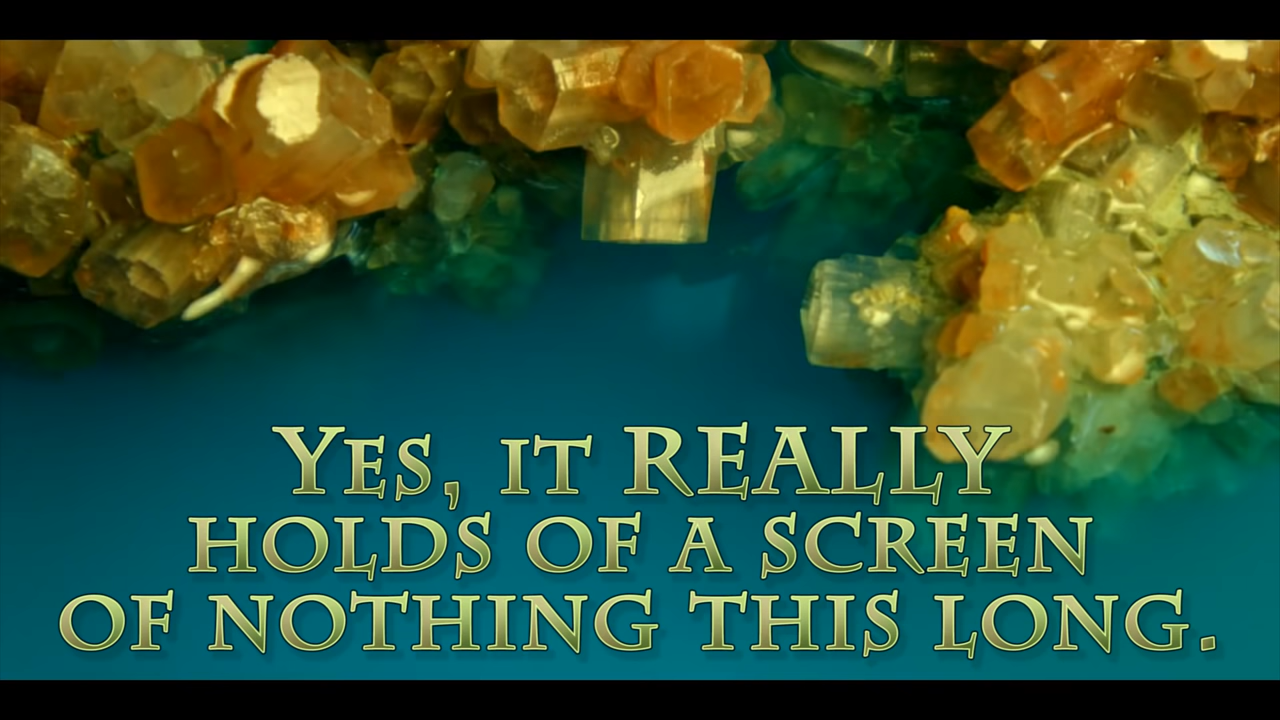 Yes, it REALLY
holds of a screen
of nothing this long.